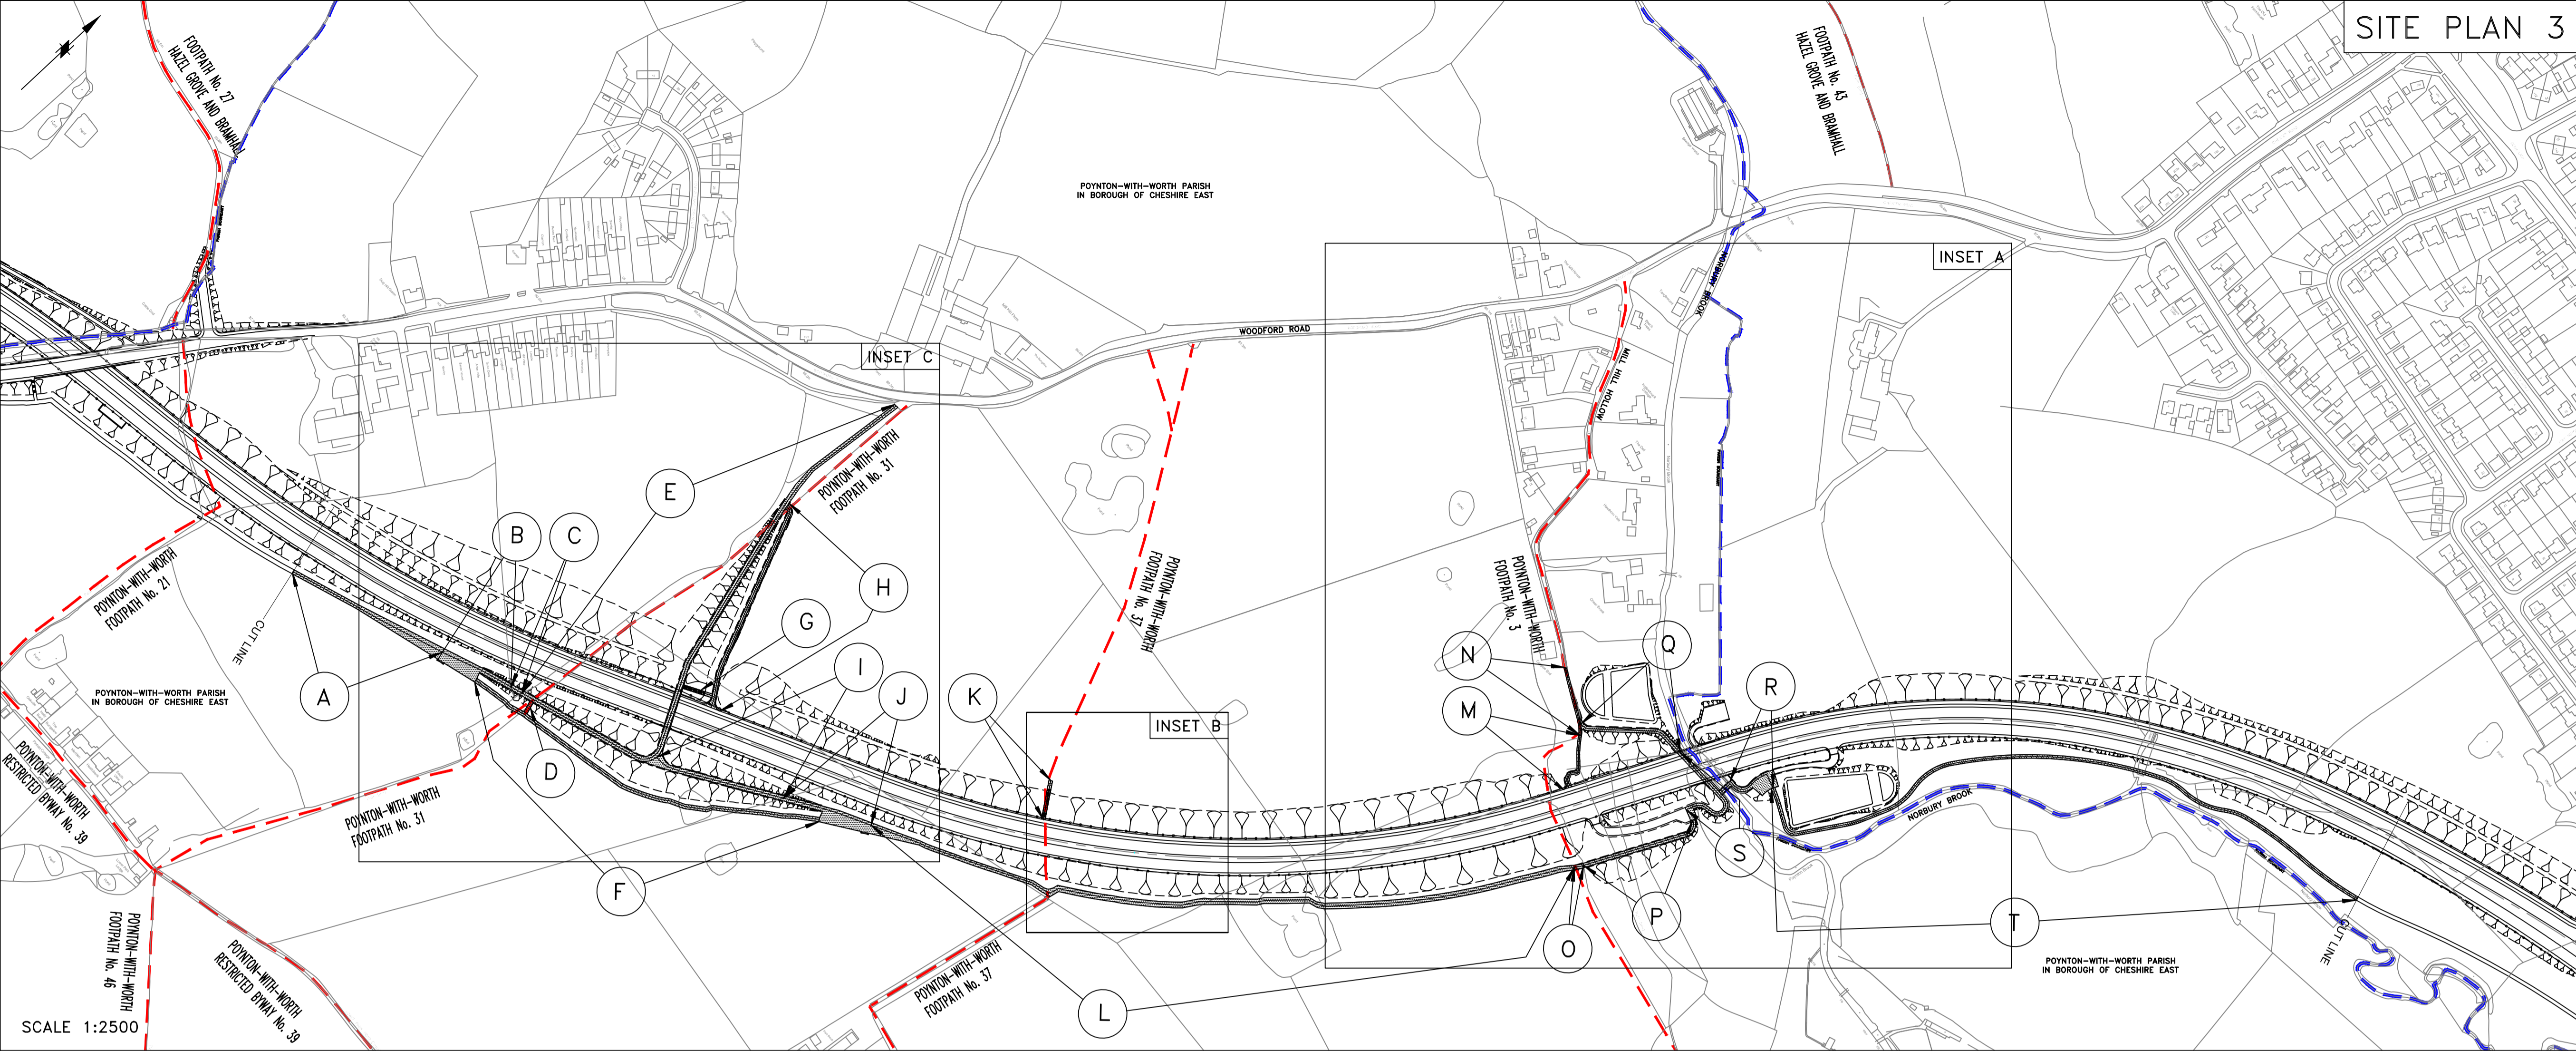 SITE PLAN 3
FOOTPATH No. 27
HAZEL GROVE AND BRAMHALL
FOOTPATH No. 43
HAZEL GROVE AND BRAMHALL
POYNTON-WITH-WORTH PARISH
IN BOROUGH OF CHESHIRE EAST
INSET A
NORBURY BROOK
WOODFORD ROAD
INSET C
MILL HILL HOLLOW
POYNTON-WITH-WORTH
FOOTPATH No. 31
E
B
C
H
G
POYNTON-WITH-WORTH
FOOTPATH No. 37
POYNTON-WITH-WORTH
FOOTPATH No. 3
POYNTON-WITH-WORTH
FOOTPATH No. 21
CUT LINE
N
Q
I
J
K
A
R
M
POYNTON-WITH-WORTH PARISH
IN BOROUGH OF CHESHIRE EAST
INSET B
D
POYNTON-WITH-WORTH
RESTRICTED BYWAY No. 39
POYNTON-WITH-WORTH
FOOTPATH No. 31
NORBURY BROOK
S
F
P
T
O
CUT LINE
POYNTON-WITH-WORTH
FOOTPATH No. 46
POYNTON-WITH-WORTH
RESTRICTED BYWAY No. 39
POYNTON-WITH-WORTH
FOOTPATH No. 37
L
POYNTON-WITH-WORTH PARISH
IN BOROUGH OF CHESHIRE EAST
SCALE 1:2500